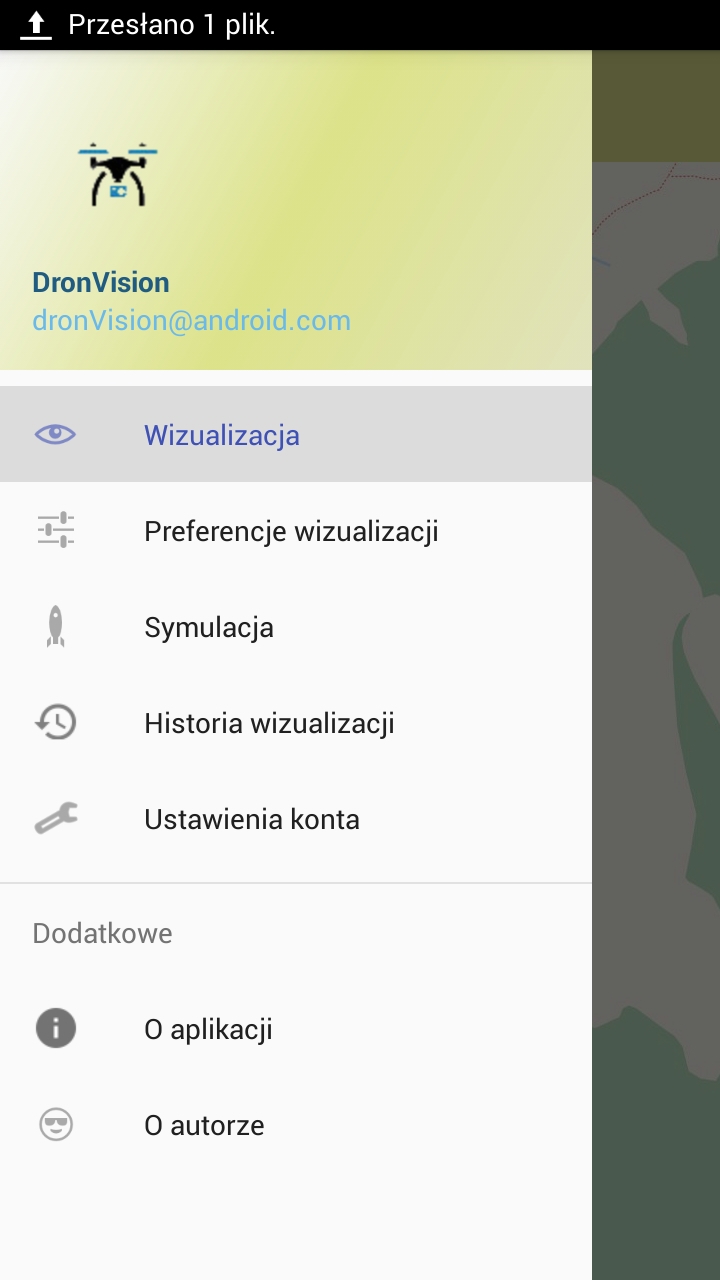 Przesłano 1 plik.
DronVision
dronVision@android.com
Wizualizacja
Preferencje wizualizacji
Symulacja
Historia wizualizacji
Ustawienia konta
Dodatkowe
O aplikacji
O autorze